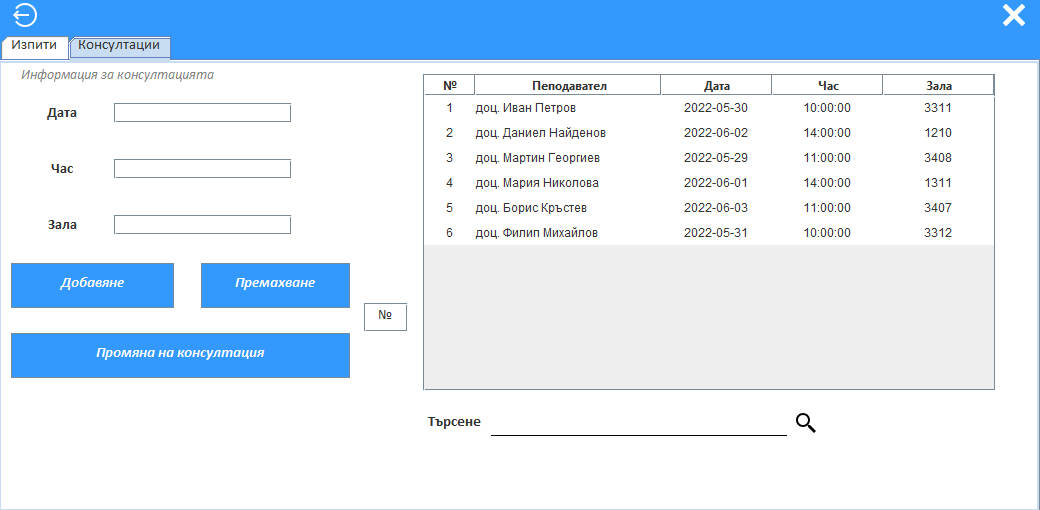 Изпити
Консултации
Информация за консултацията
Дата
Час
Зала
Добавяне
Премахване
Промяна на консултация
№
№ Пеподавател Дата Час Зала
1 доц. Иван Петров 2022-05-30 10:00:00 3311
2 доц. Даниел Найденов 2022-06-02 14:00:00 1210
3 доц. Мартин Георгиев 2022-05-29 11:00:00 3408
4 доц. Мария Николова 2022-06-01 14:00:00 1311
5 доц. Борис Кръстев 2022-06-03 11:00:00 3407
6 доц. Филип Михайлов 2022-05-31 10:00:00 3312
Търсене